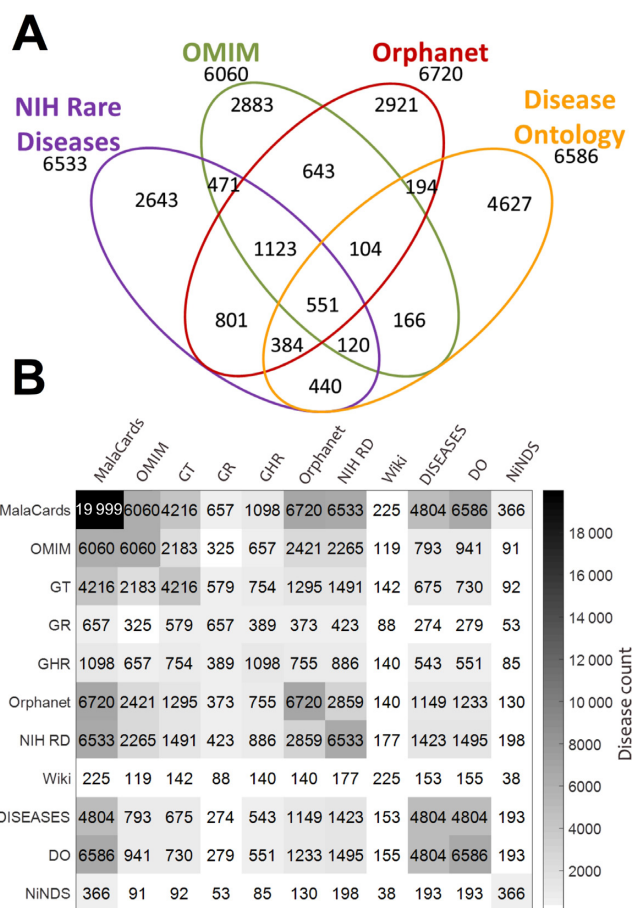 A
OMIM
6060
Orphanet
6720
NIH Rare
Diseases
6533
Disease
Ontology
6586
2883
2921
643
471
194
2643
4627
1123
104
551
801
166
384
120
440
B
MalaCards
OMIM
GT
GR
GHR
Orphanet
NIH RD
Wiki
DISEASES
DO
NiNDS
MalaCards 19 999 6060 4216 657 1098 6720 6533 225 4804 6586 366
OMIM 6060 6060 2183 325 657 2421 2265 119 793 941 91
GT 4216 2183 4216 579 754 1295 1491 142 675 730 92
GR 657 325 579 657 389 373 423 88 274 279 53
GHR 1098 657 754 389 1098 755 886 140 543 551 85
Orphanet 6720 2421 1295 373 755 6720 2859 140 1149 1233 130
NIH RD 6533 2265 1491 423 886 2859 6533 177 1423 1495 198
Wiki 225 119 142 88 140 140 177 225 153 155 38
DISEASES 4804 793 675 274 543 1149 1423 153 4804 4804 193
DO 6586 941 730 279 551 1233 1495 155 4804 6586 193
NiNDS 366 91 92 53 85 130 198 38 193 193 366
18 000
16 000
14 000
12 000
10 000
8000
6000
4000
2000
Disease count